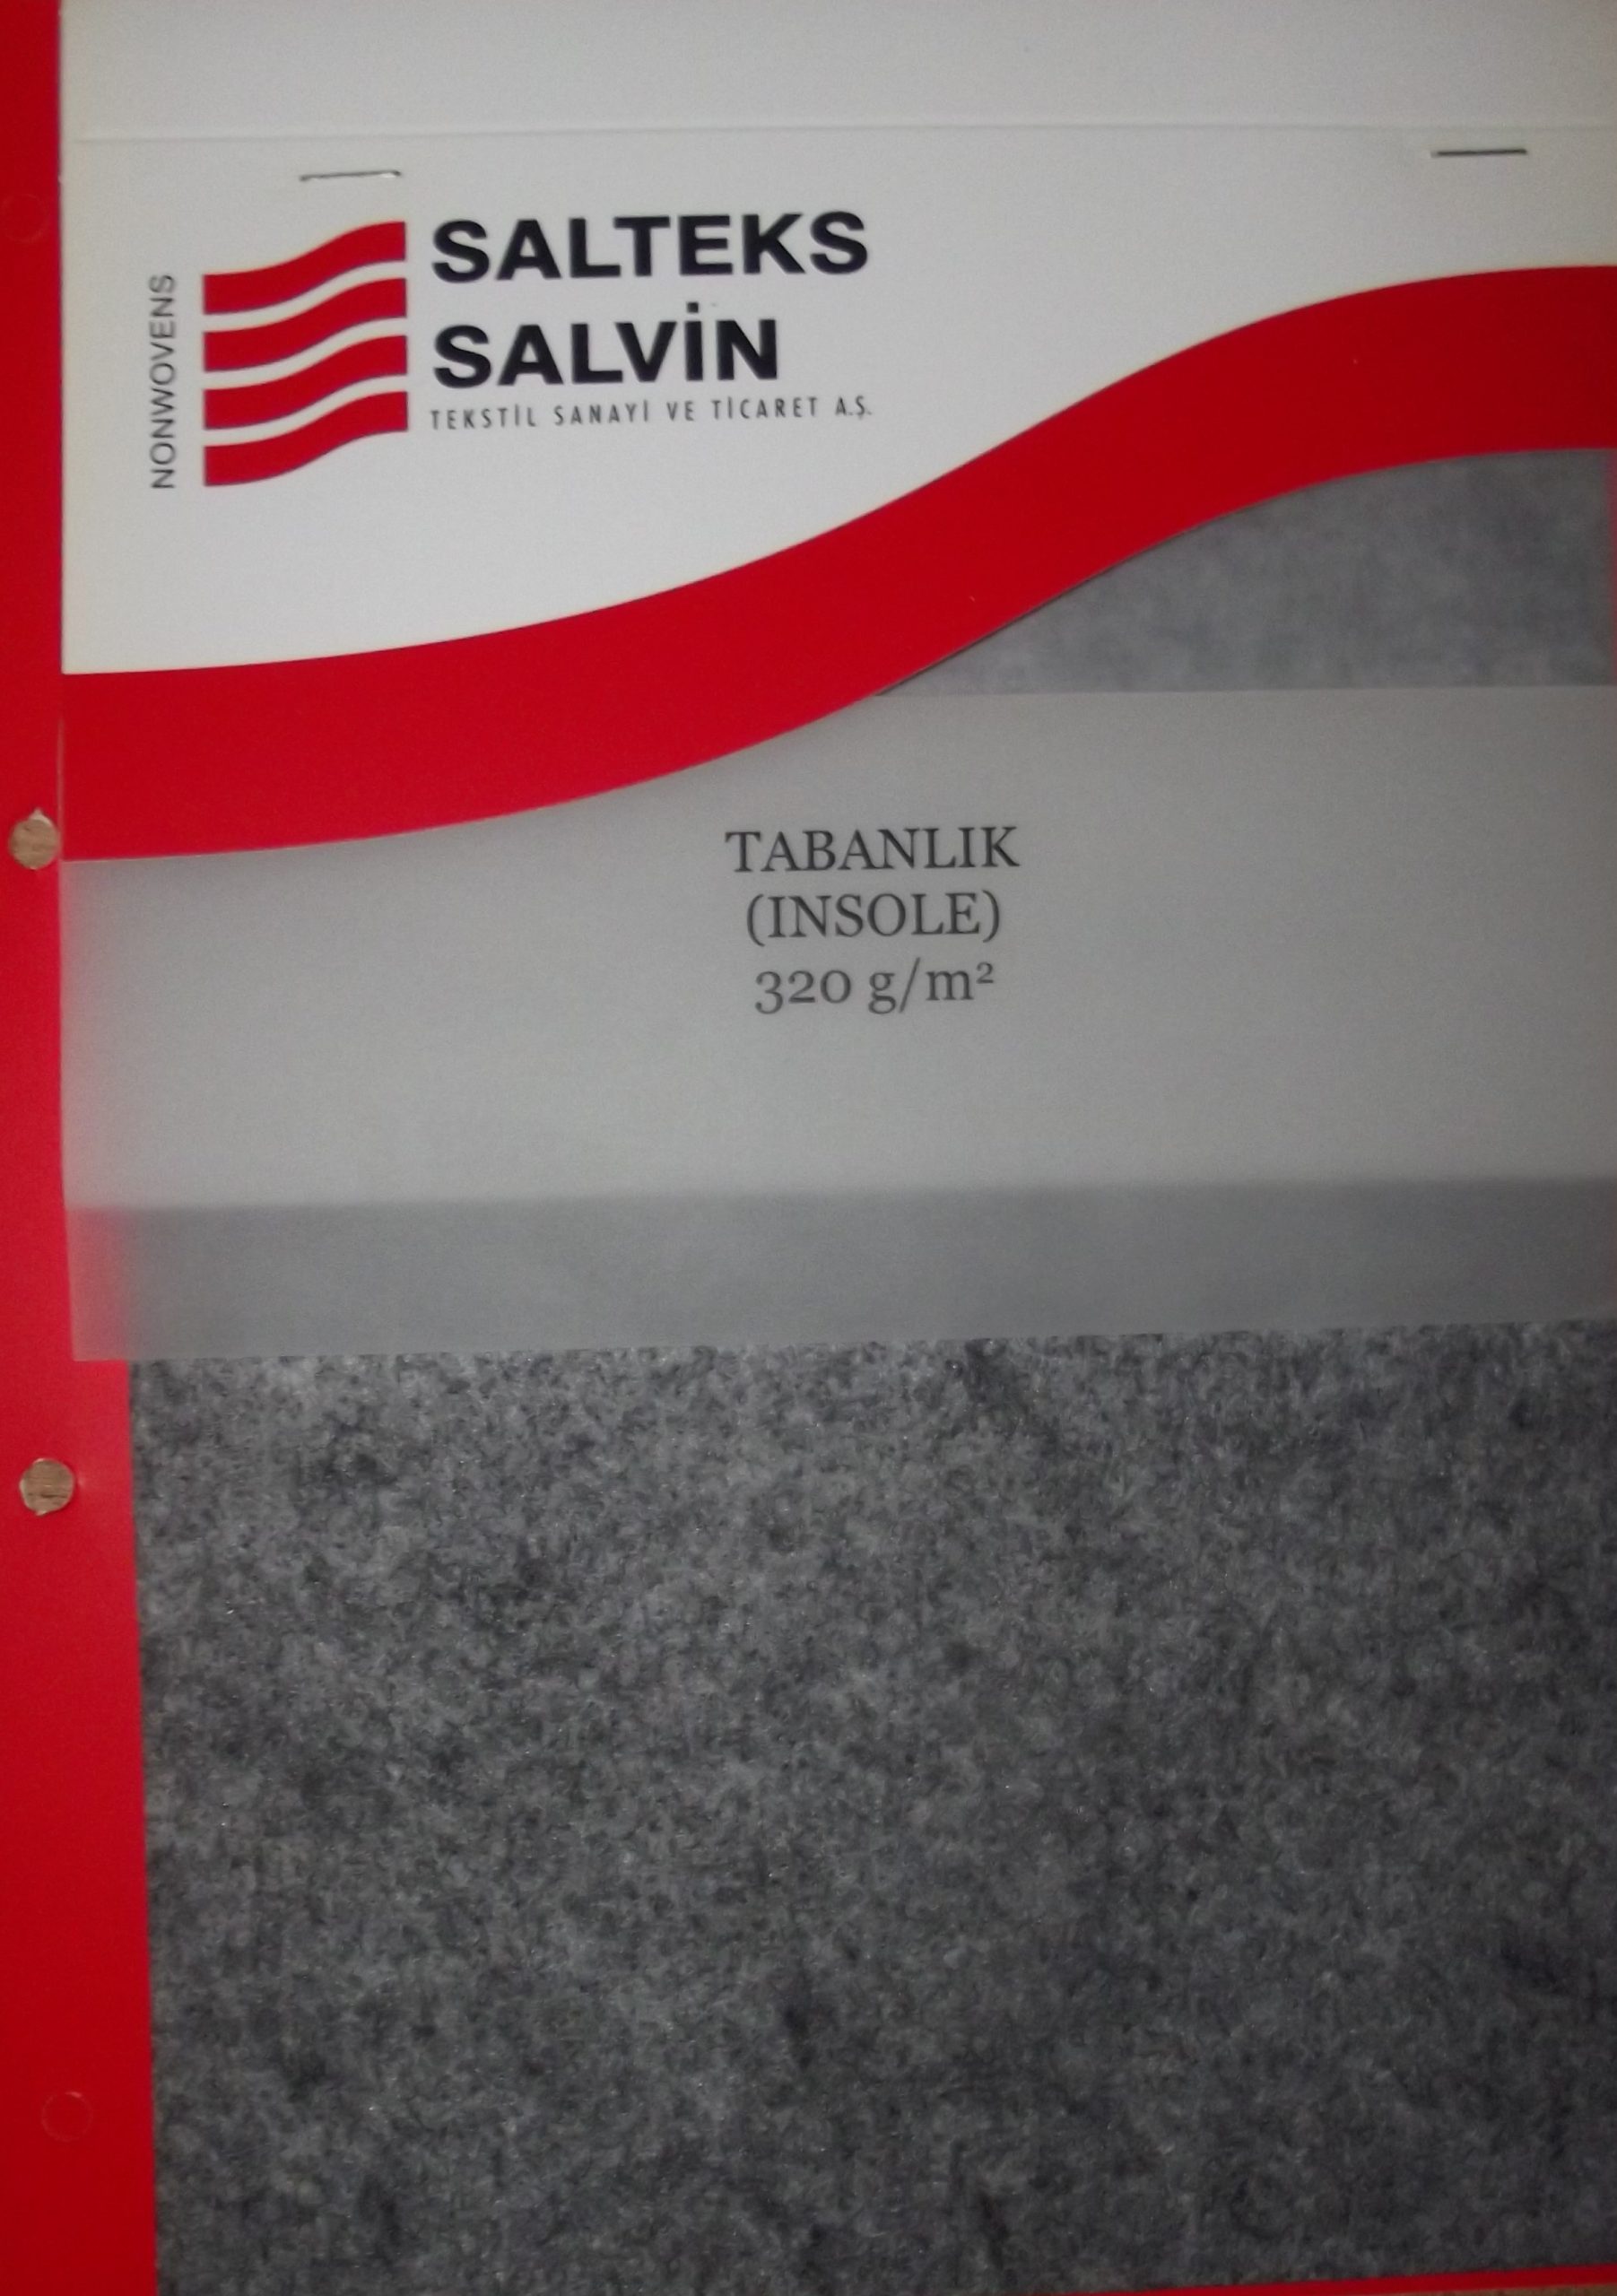 NONWOVENS
SALTEKS
SALVİN
TEKSTİL SANAYİ VE TİCARET A.Ş.
TABANLIK
(INSOLE)
320 g/m²